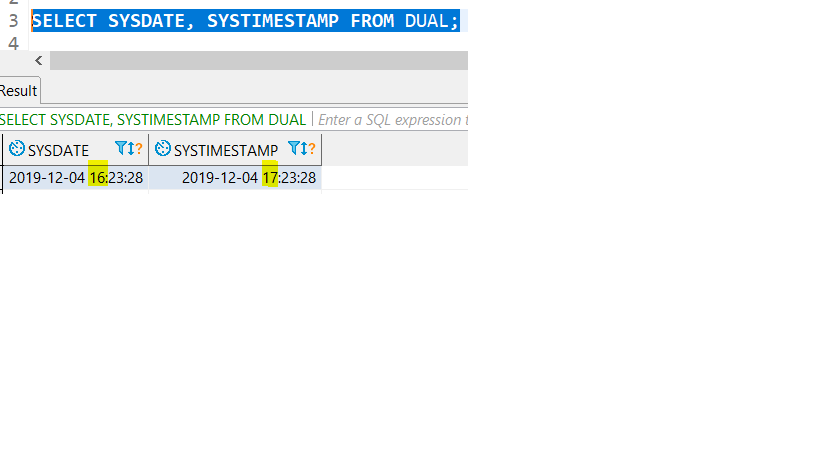 3 SELECT SYSDATE, SYSTIMESTAMP FROM DUAL;
4
Result
SELECT SYSDATE, SYSTIMESTAMP FROM DUAL Enter a SQL expression t
SYSDATE SYSTIMESTAMP
2019-12-04 16:23:28 2019-12-04 17:23:28